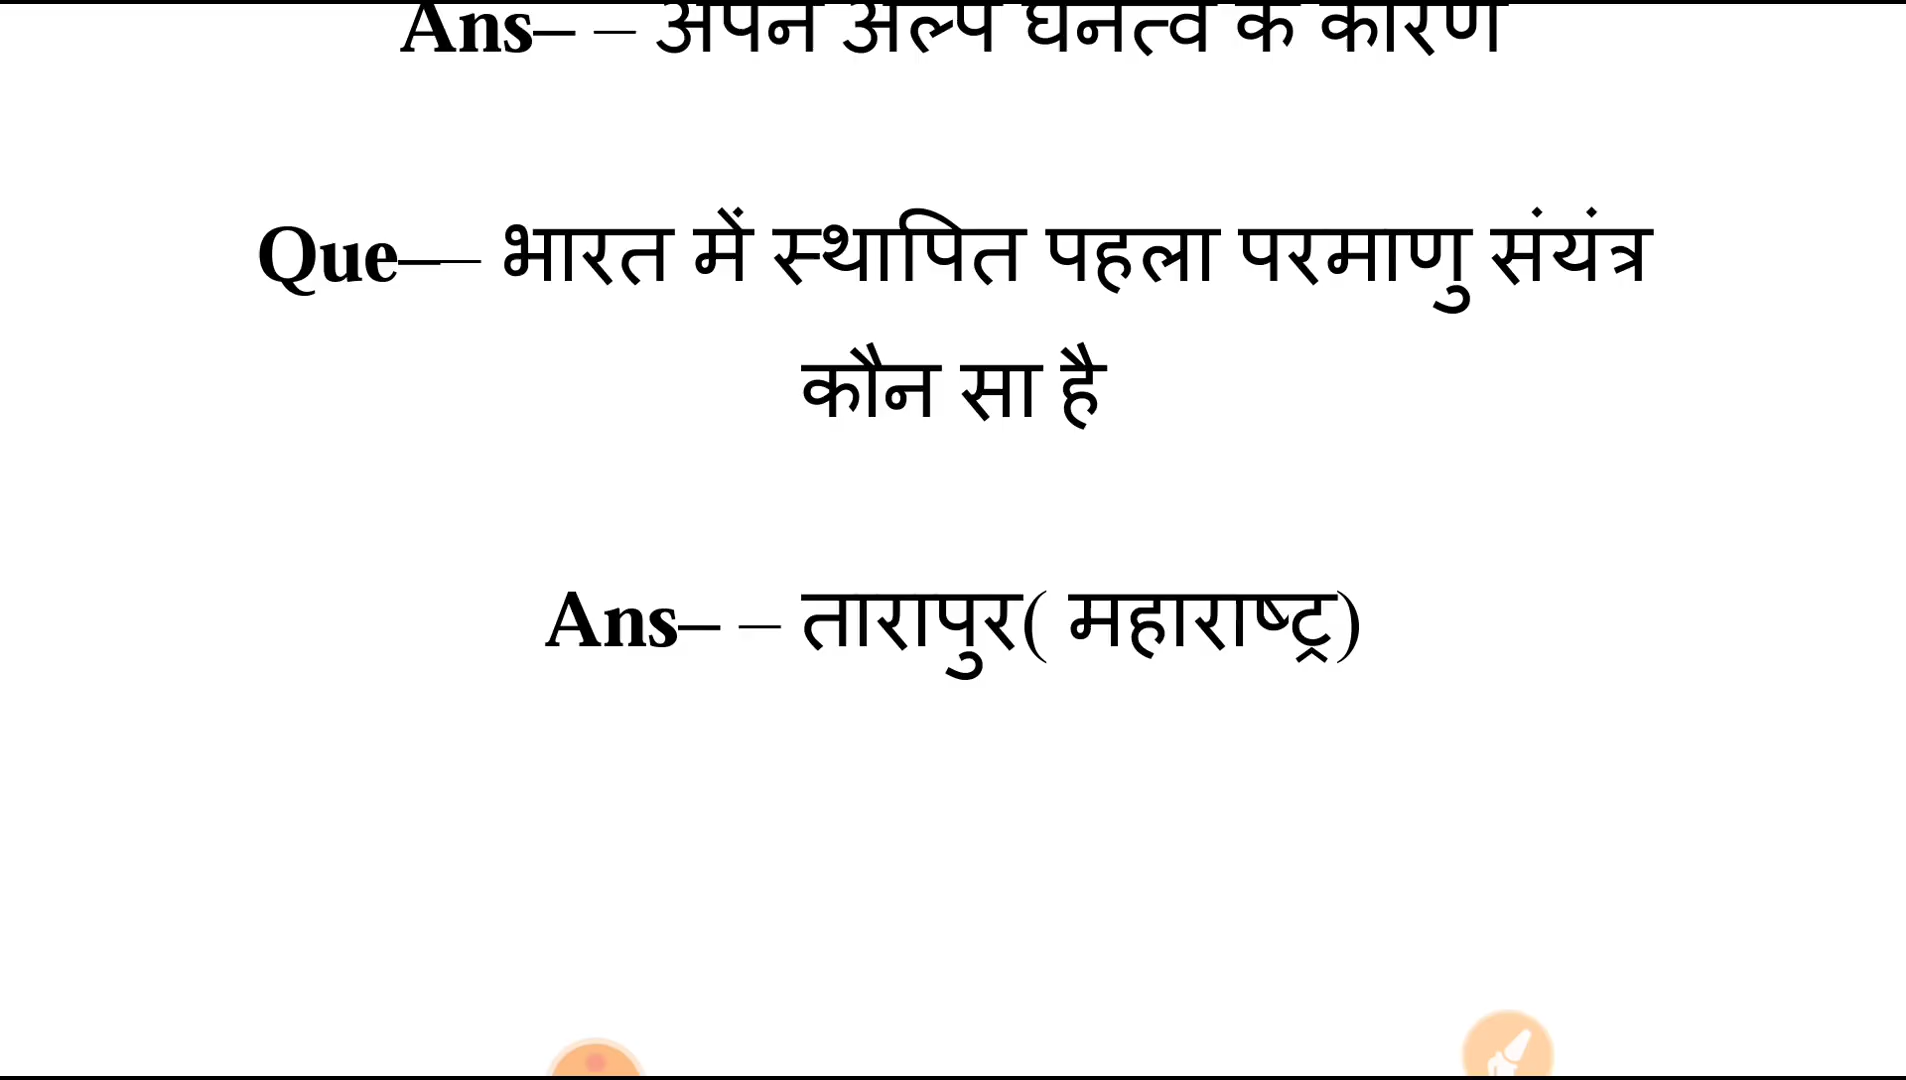 Ans– – अपने अल्प घनत्व के कारण
Que–— भारत में स्थापित पहला परमाणु संयंत्र
कौन सा है
Ans– – तारापुर( महाराष्ट्र)